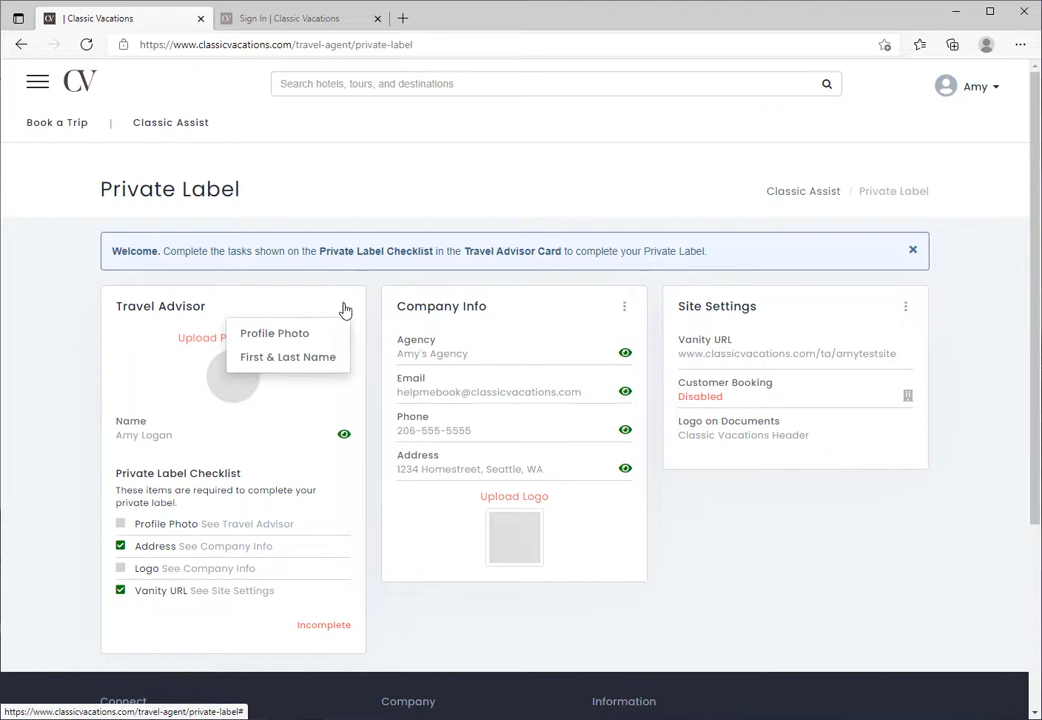 CV | Classic Vacations
CV Sign In | Classic Vacations
https://www.classicvacations.com/travel-agent/private-label
CV
Search hotels, tours, and destinations
Amy
Book a Trip | Classic Assist
Private Label
Classic Assist / Private Label
Welcome. Complete the tasks shown on the Private Label Checklist in the Travel Advisor Card to complete your Private Label.
Travel Advisor
Upload P
Profile Photo
First & Last Name
Name
Amy Logan
Private Label Checklist
These items are required to complete your
private label.
Profile Photo See Travel Advisor
Address See Company Info
Logo See Company Info
Vanity URL See Site Settings
Incomplete
Company Info
Agency
Amy's Agency
Email
helpmebook@classicvacations.com
Phone
206-555-5555
Address
1234 Homestreet, Seattle, WA
Upload Logo
Site Settings
Vanity URL
www.classicvacations.com/ta/amytestsite
Customer Booking
Disabled
Logo on Documents
Classic Vacations Header
Connect
Company
Information
https://www.classicvacations.com/travel-agent/private-label#